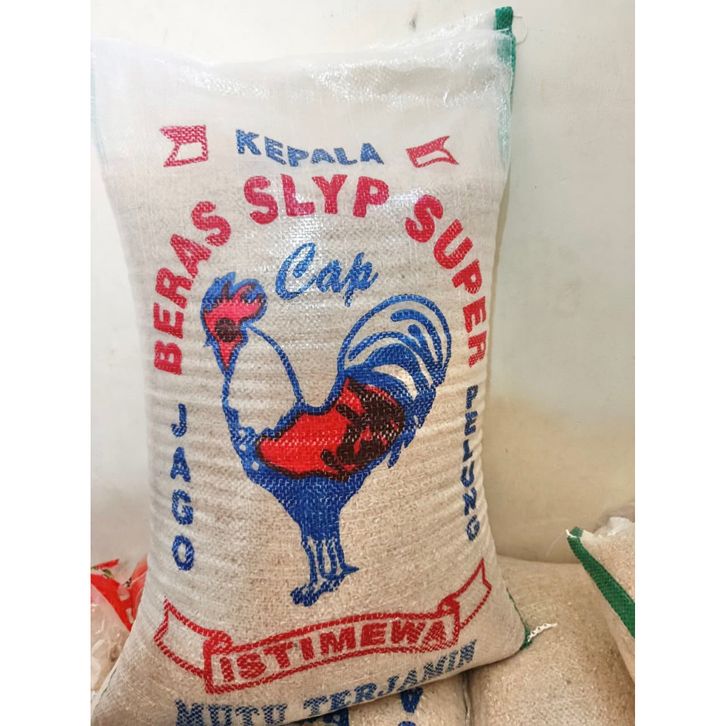 KEPALA
BERAS SLYP SUPER
Cap
JAGO
PELUNG
ISTIMEWA
MUTU TERJAMIN